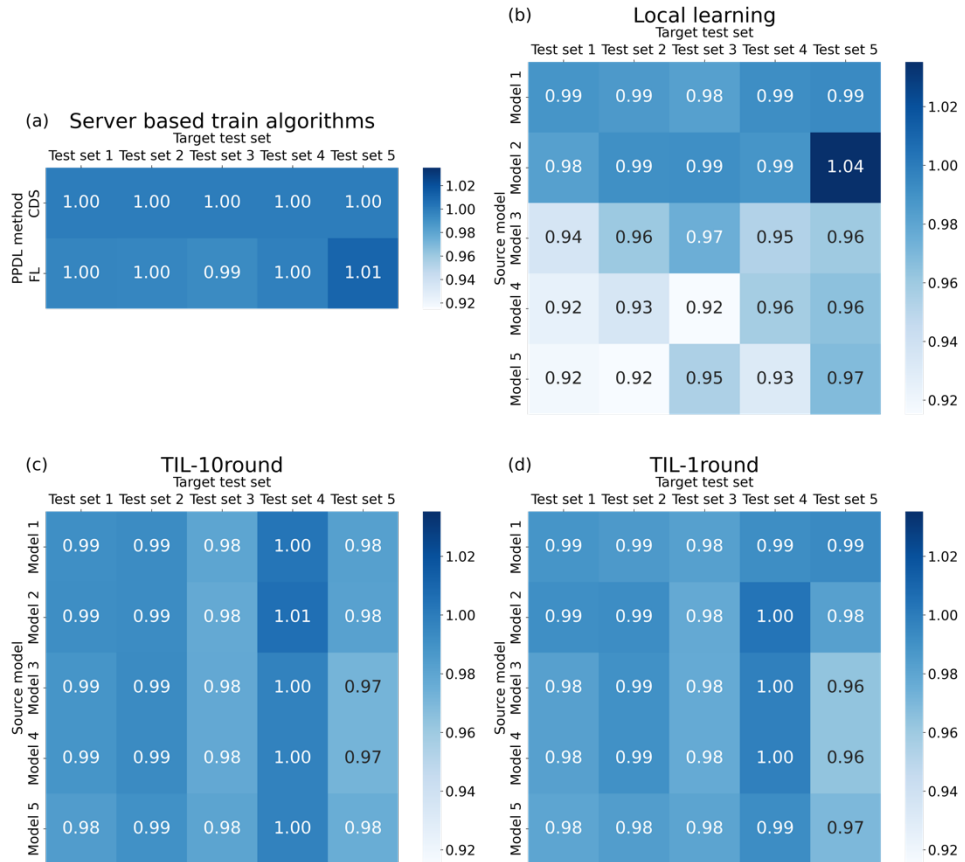 (a) Server based train algorithms
Target test set
Test set 1 Test set 2 Test set 3 Test set 4 Test set 5
PPDL method
CDS 1.00 1.00 1.00 1.00 1.00
FL 1.00 1.00 0.99 1.00 1.01
1.02
1.00
0.98
0.96
0.94
0.92
(b) Local learning
Target test set
Test set 1 Test set 2 Test set 3 Test set 4 Test set 5
Source model
Model 1 0.99 0.99 0.98 0.99 0.99
Model 2 0.98 0.99 0.99 0.99 1.04
Model 3 0.94 0.96 0.97 0.95 0.96
Model 4 0.92 0.93 0.92 0.96 0.96
Model 5 0.92 0.92 0.95 0.93 0.97
1.02
1.00
0.98
0.96
0.94
0.92
(c) TIL-10round
Target test set
Test set 1 Test set 2 Test set 3 Test set 4 Test set 5
Source model
Model 1 0.99 0.99 0.98 1.00 0.98
Model 2 0.99 0.99 0.98 1.01 0.98
Model 3 0.99 0.99 0.98 1.00 0.97
Model 4 0.99 0.99 0.98 1.00 0.97
Model 5 0.98 0.99 0.98 1.00 0.98
1.02
1.00
0.98
0.96
0.94
0.92
(d) TIL-1round
Target test set
Test set 1 Test set 2 Test set 3 Test set 4 Test set 5
Source model
Model 1 0.99 0.99 0.98 0.99 0.99
Model 2 0.99 0.99 0.98 1.00 0.98
Model 3 0.98 0.99 0.98 1.00 0.96
Model 4 0.98 0.99 0.98 1.00 0.96
Model 5 0.98 0.98 0.98 0.99 0.97
1.02
1.00
0.98
0.96
0.94
0.92